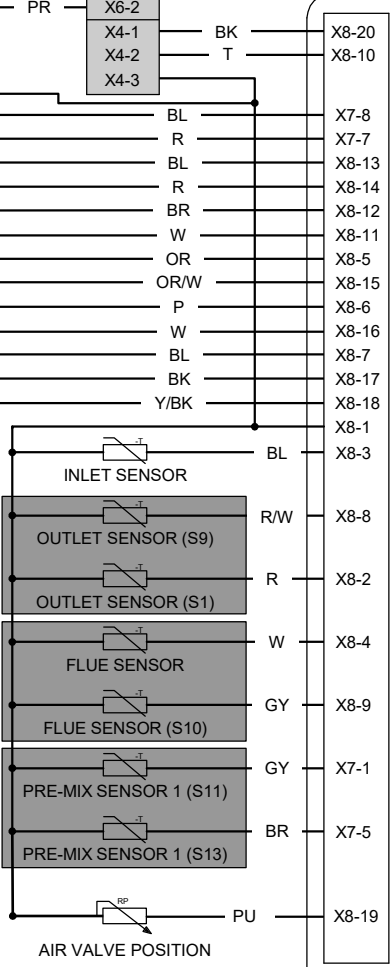 PR X6-2
X4-1 BK X8-20
X4-2 T X8-10
X4-3
BL X7-8
R X7-7
BL X8-13
R X8-14
BR X8-12
W X8-11
OR X8-5
OR/W X8-15
P X8-6
W X8-16
BL X8-7
BK X8-17
Y/BK X8-18
X8-1
-T BL X8-3
INLET SENSOR
-T R/W X8-8
OUTLET SENSOR (S9)
-T R X8-2
OUTLET SENSOR (S1)
-T W X8-4
FLUE SENSOR
-T GY X8-9
FLUE SENSOR (S10)
-T GY X7-1
PRE-MIX SENSOR 1 (S11)
-T BR X7-5
PRE-MIX SENSOR 1 (S13)
RP PU X8-19
AIR VALVE POSITION